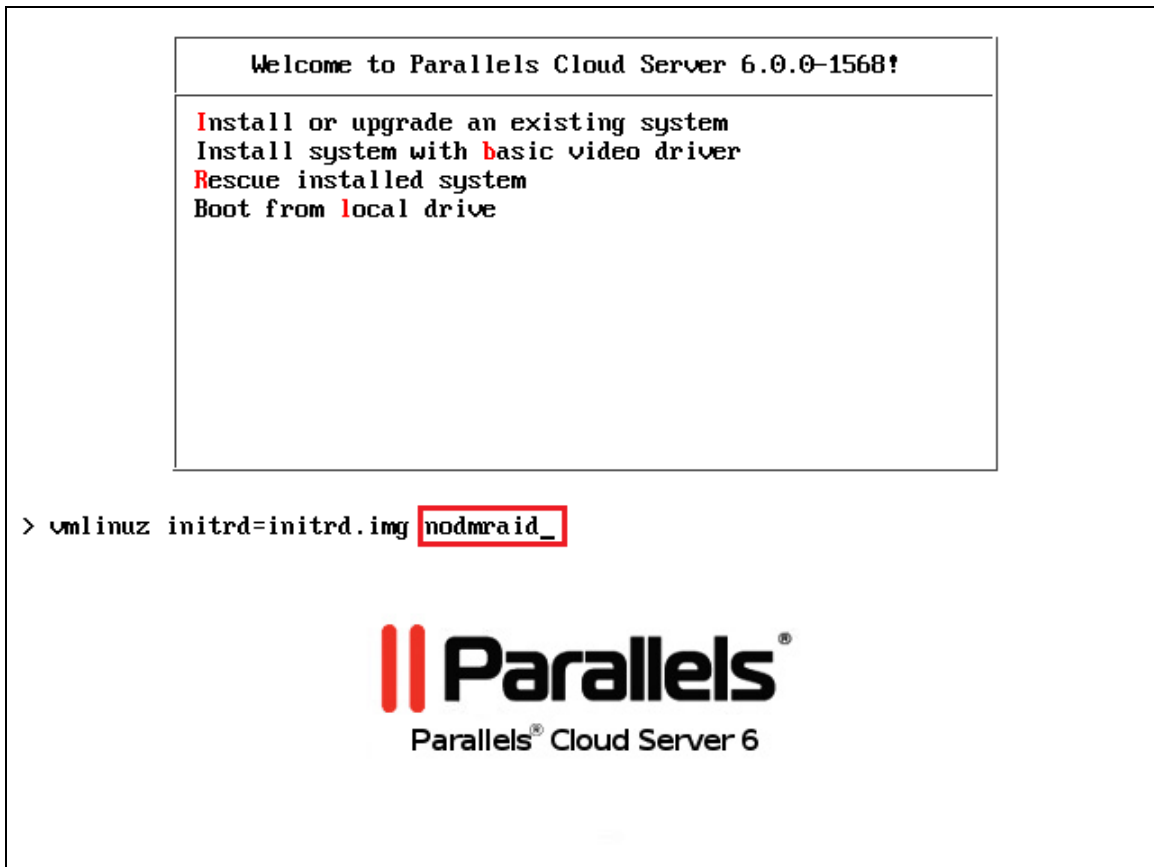 Welcome to Parallels Cloud Server 6.0.0-1568!
Install or upgrade an existing system
Install system with basic video driver
Rescue installed system
Boot from local drive
> vmlinuz initrd=initrd.img nodmraid_
Parallels®
Parallels® Cloud Server 6